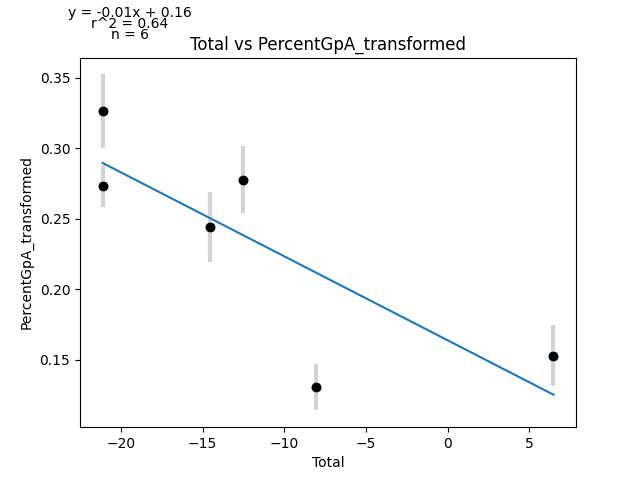 y = -0.01x + 0.16
r^2 = 0.64
n = 6
Total vs PercentGpA_transformed
PercentGpA_transformed
0.35
0.30
0.25
0.20
0.15
−20
−15
−10
−5
0
5
Total